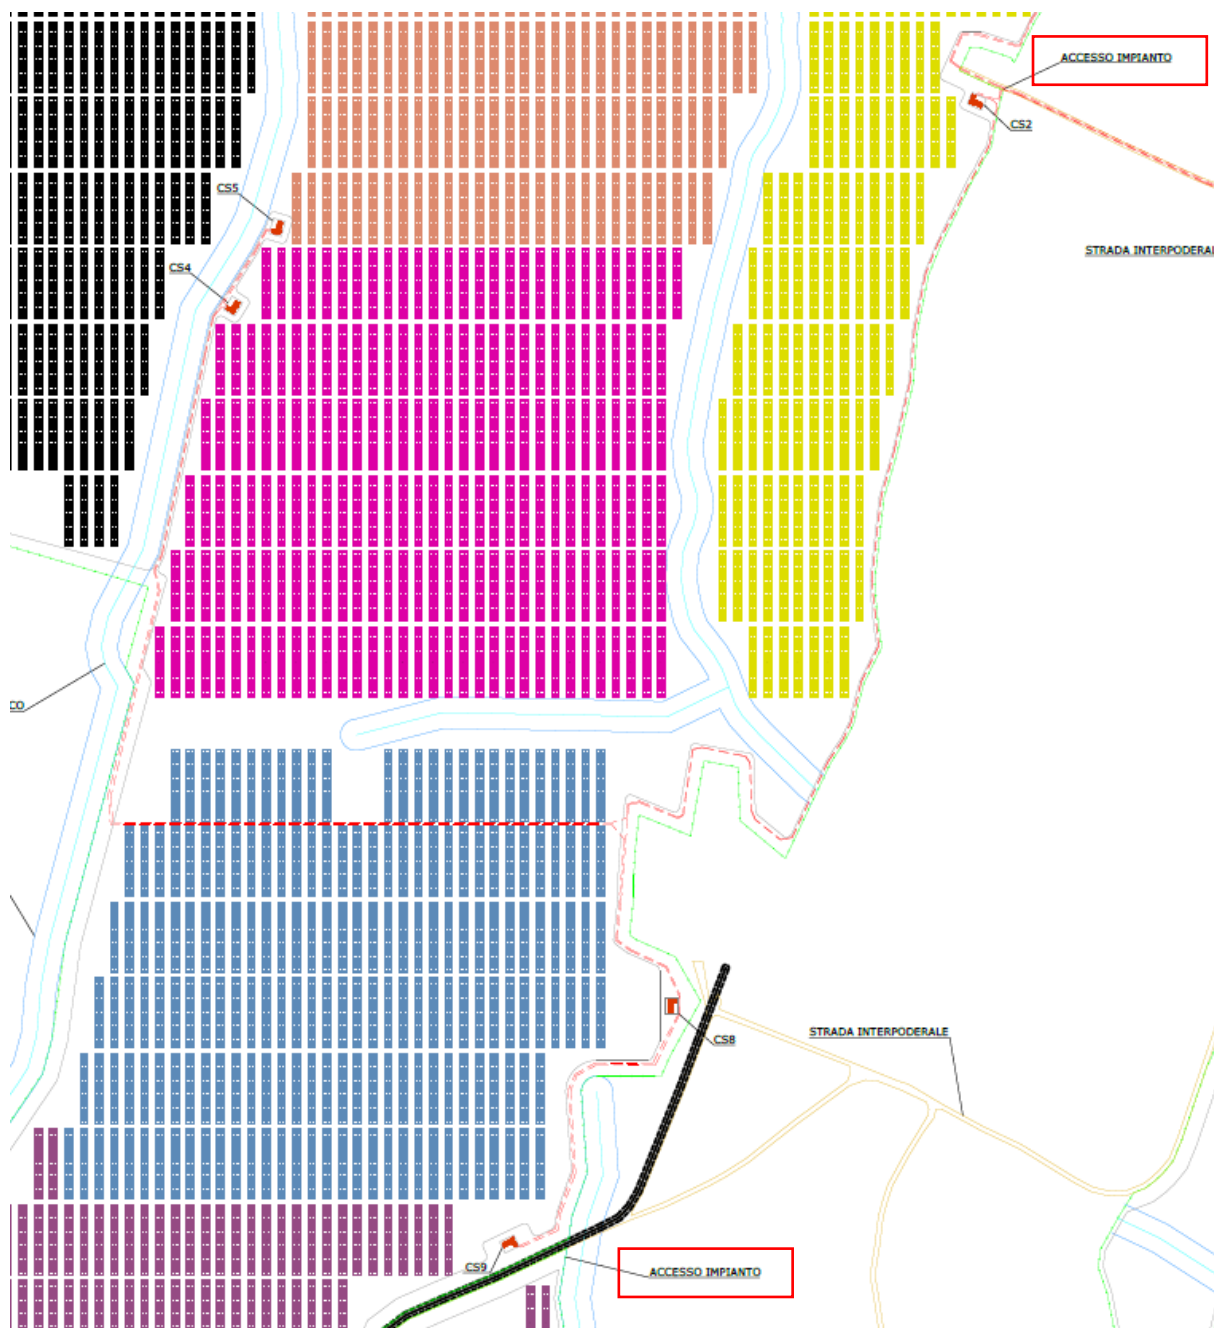 ACCESSO IMPIANTO
CS2
CS5
STRADA INTERPODERAL
CS4
CO
STRADA INTERPODERALE
CS8
CS9
ACCESSO IMPIANTO